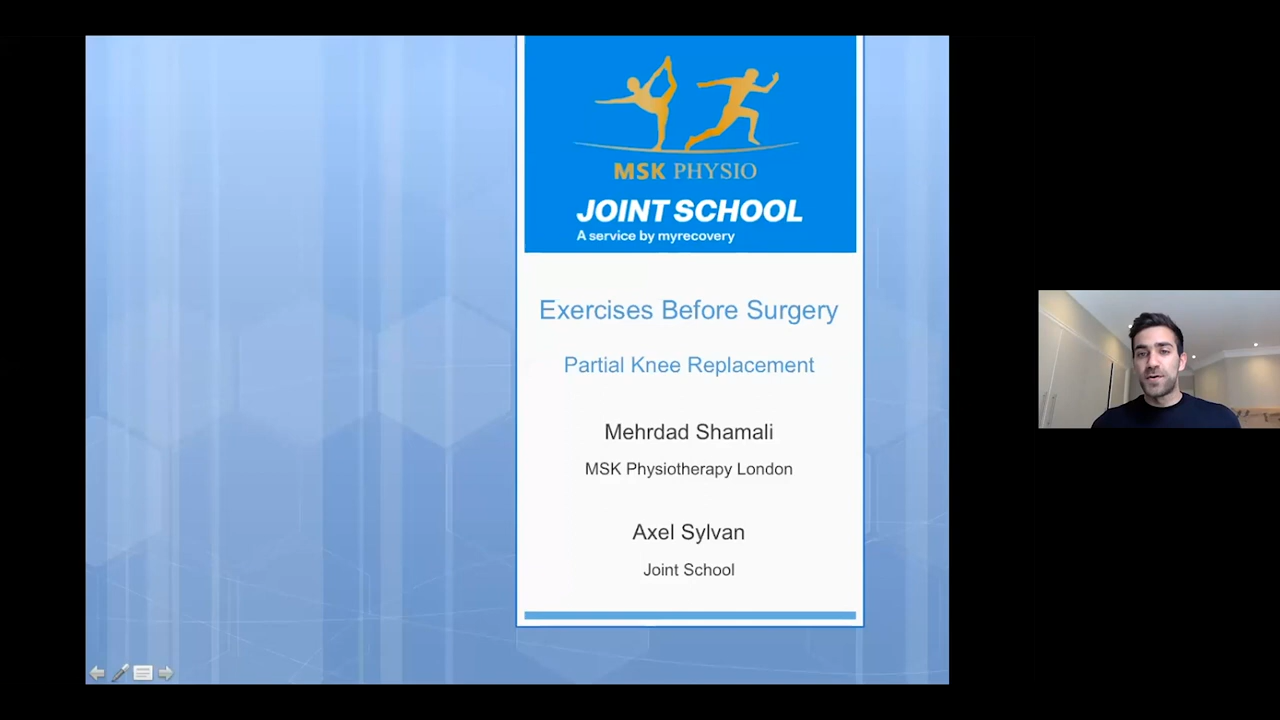 MSK PHYSIO
JOINT SCHOOL
A service by myrecovery
Exercises Before Surgery
Partial Knee Replacement
Mehrdad Shamali
MSK Physiotherapy London
Axel Sylvan
Joint School